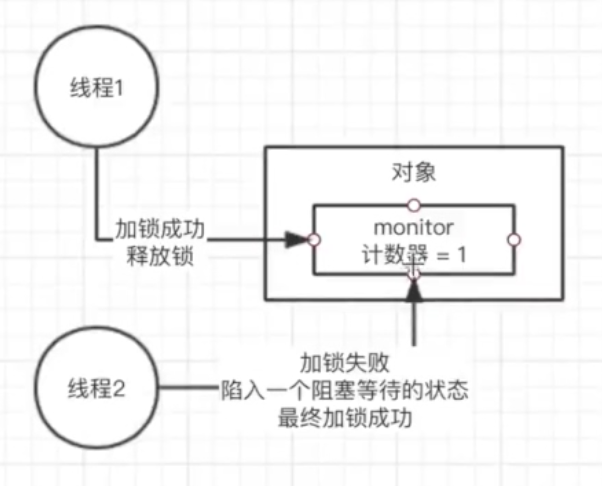 线程1
对象
加锁成功
释放锁
monitor
计数器 = 1
线程2
加锁失败
陷入一个阻塞等待的状态
最终加锁成功